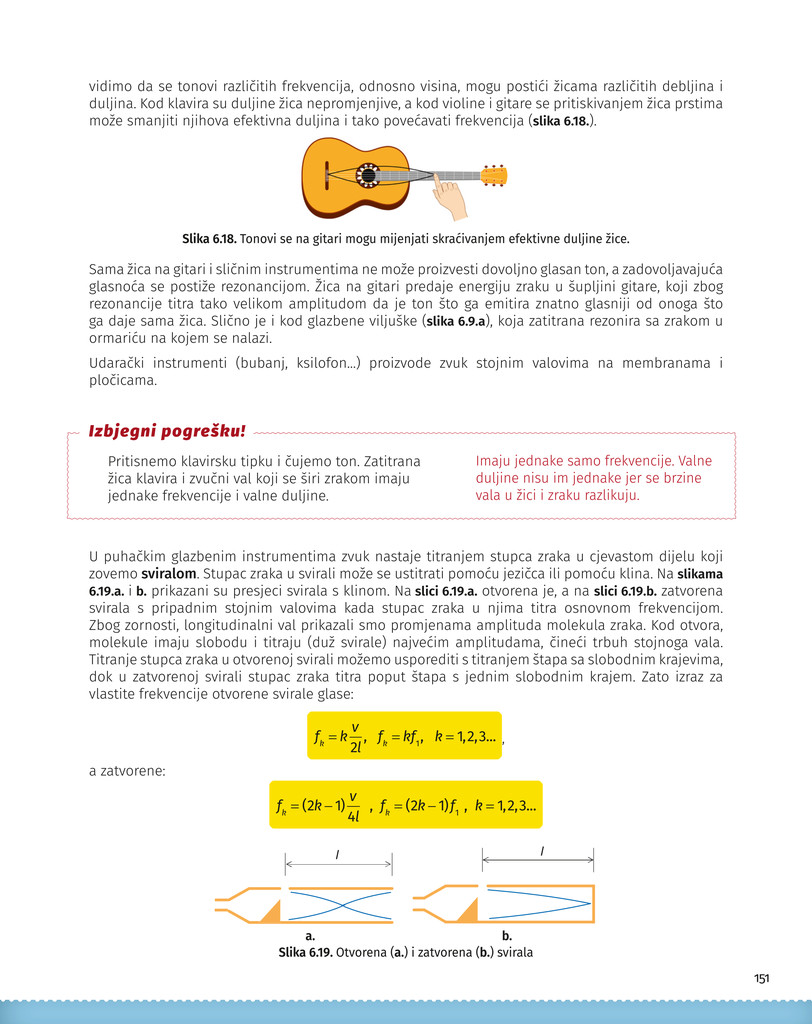 vidimo da se tonovi različitih frekvencija, odnosno visina, mogu postići žicama različitih debljina i
duljina. Kod klavira su duljine žica nepromjenjive, a kod violine i gitare se pritiskivanjem žica prstima
može smanjiti njihova efektivna duljina i tako povećavati frekvencija (slika 6.18.).
Slika 6.18. Tonovi se na gitari mogu mijenjati skraćivanjem efektivne duljine žice.
Sama žica na gitari i sličnim instrumentima ne može proizvesti dovoljno glasan ton, a zadovoljavajuća
glasnoća se postiže rezonancijom. Žica na gitari predaje energiju zraku u šupljini gitare, koji zbog
rezonancije titra tako velikom amplitudom da je ton što ga emitira znatno glasniji od onoga što
ga daje sama žica. Slično je i kod glazbene viljuške (slika 6.9.a), koja zatitrana rezonira sa zrakom u
ormariću na kojem se nalazi.
Udarački instrumenti (bubanj, ksilofon...) proizvode zvuk stojnim valovima na membranama i
pločicama.
Izbjegni pogrešku!
Pritisnemo klavirsku tipku i čujemo ton. Zatitrana
žica klavira i zvučni val koji se širi zrakom imaju
jednake frekvencije i valne duljine.
Imaju jednake samo frekvencije. Valne
duljine nisu im jednake jer se brzine
vala u žici i zraku razlikuju.
U puhačkim glazbenim instrumentima zvuk nastaje titranjem stupca zraka u cjevastom dijelu koji
zovemo sviralom. Stupac zraka u svirali može se ustitrati pomoću jezičca ili pomoću klina. Na slikama
6.19.a. i b. prikazani su presjeci svirala s klinom. Na slici 6.19.a. otvorena je, a na slici 6.19.b. zatvorena
svirala s pripadnim stojnim valovima kada stupac zraka u njima titra osnovnom frekvencijom.
Zbog zornosti, longitudinalni val prikazali smo promjenama amplituda molekula zraka. Kod otvora,
molekule imaju slobodu i titraju (duž svirale) najvećim amplitudama, čineći trbuh stojnoga vala.
Titranje stupca zraka u otvorenoj svirali možemo usporediti s titranjem štapa sa slobodnim krajevima,
dok u zatvorenoj svirali stupac zraka titra poput štapa s jednim slobodnim krajem. Zato izraz za
vlastite frekvencije otvorene svirale glase:
f_k = k v/2l, f_k = kf_1, k = 1,2,3... ,
a zatvorene:
f_k = (2k − 1) v/4l , f_k = (2k − 1)f_1 , k = 1,2,3...
l
l
a.
b.
Slika 6.19. Otvorena (a.) i zatvorena (b.) svirala
151